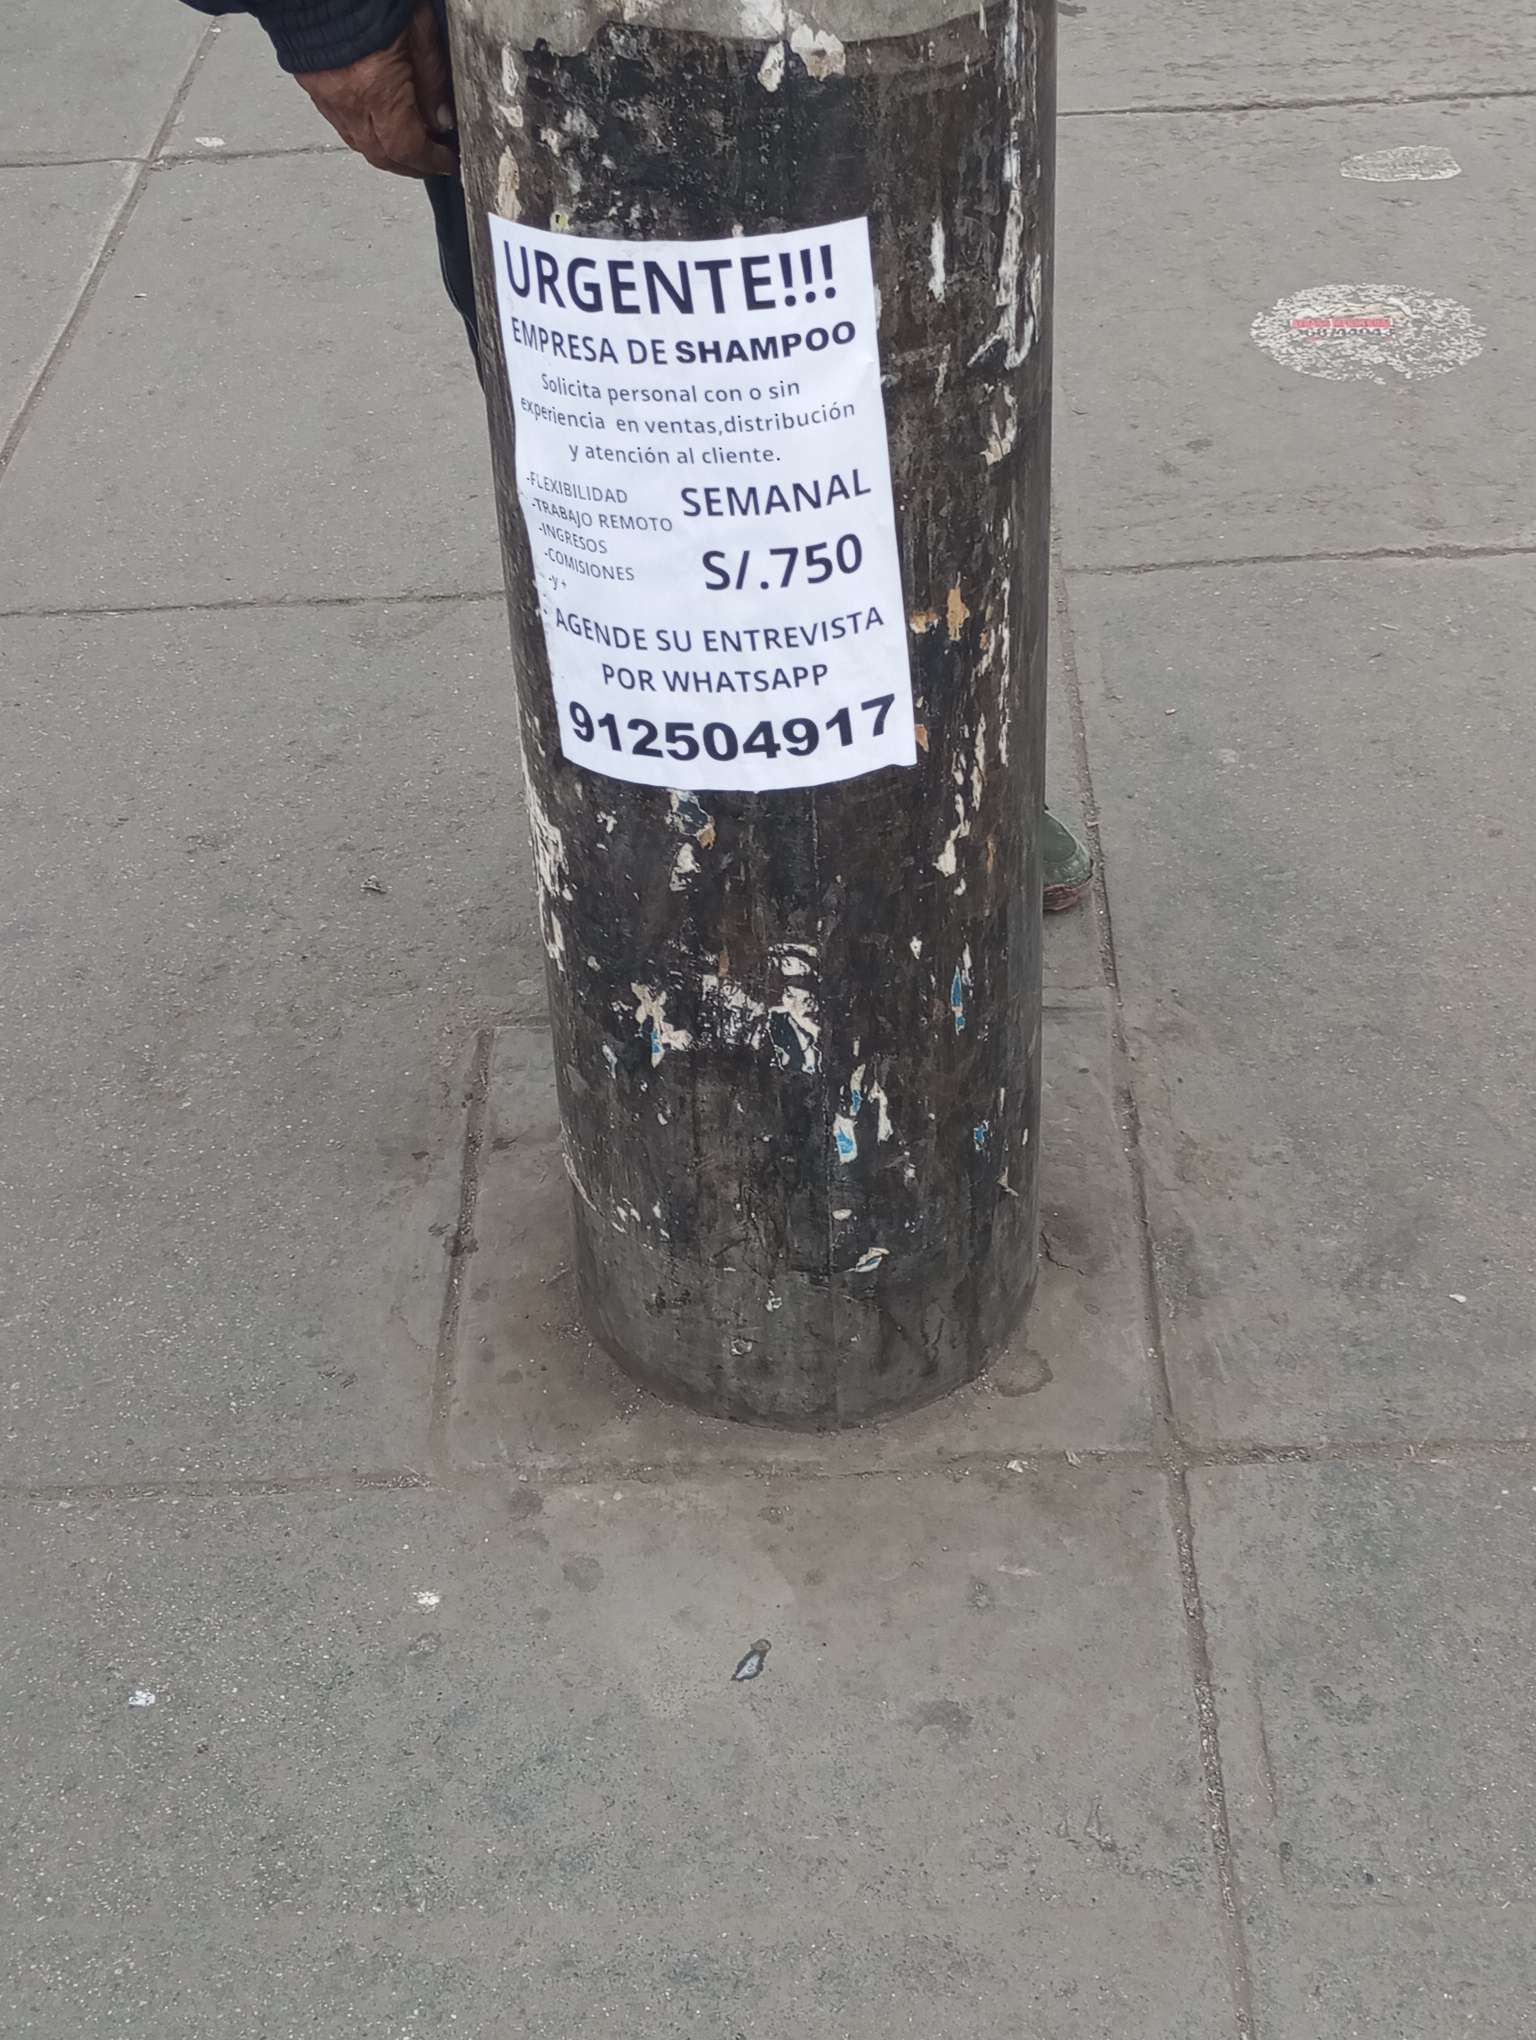 URGENTE!!!
EMPRESA DE SHAMPOO
Solicita personal con o sin
experiencia en ventas,distribución
y atención al cliente.
-FLEXIBILIDAD
-TRABAJO REMOTO
-INGRESOS
-COMISIONES
-y +
SEMANAL
S/.750
AGENDE SU ENTREVISTA
POR WHATSAPP
912504917